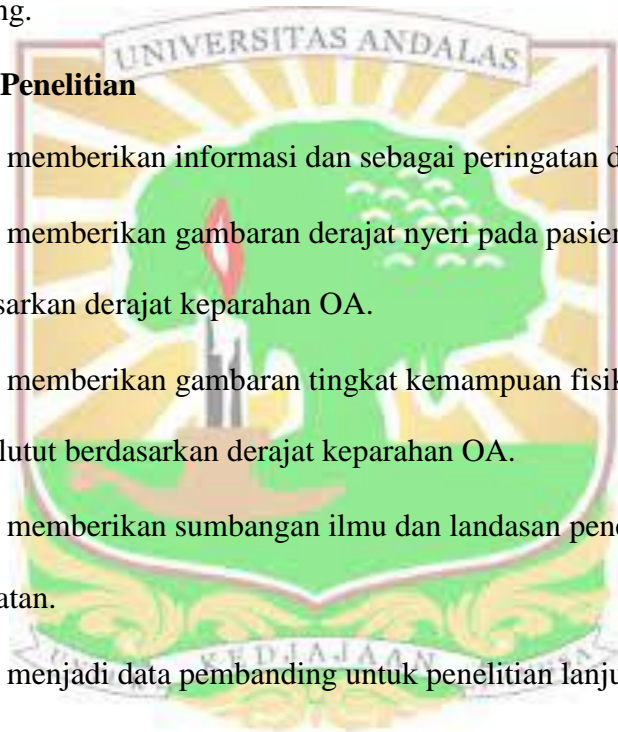 ng.
UNIVERSITAS ANDALAS
Penelitian
memberikan informasi dan sebagai peringatan d
memberikan gambaran derajat nyeri pada pasien
sarkan derajat keparahan OA.
memberikan gambaran tingkat kemampuan fisik
lutut berdasarkan derajat keparahan OA.
memberikan sumbangan ilmu dan landasan pene
atan.
KEDJAJAAN
menjadi data pembanding untuk penelitian lanju